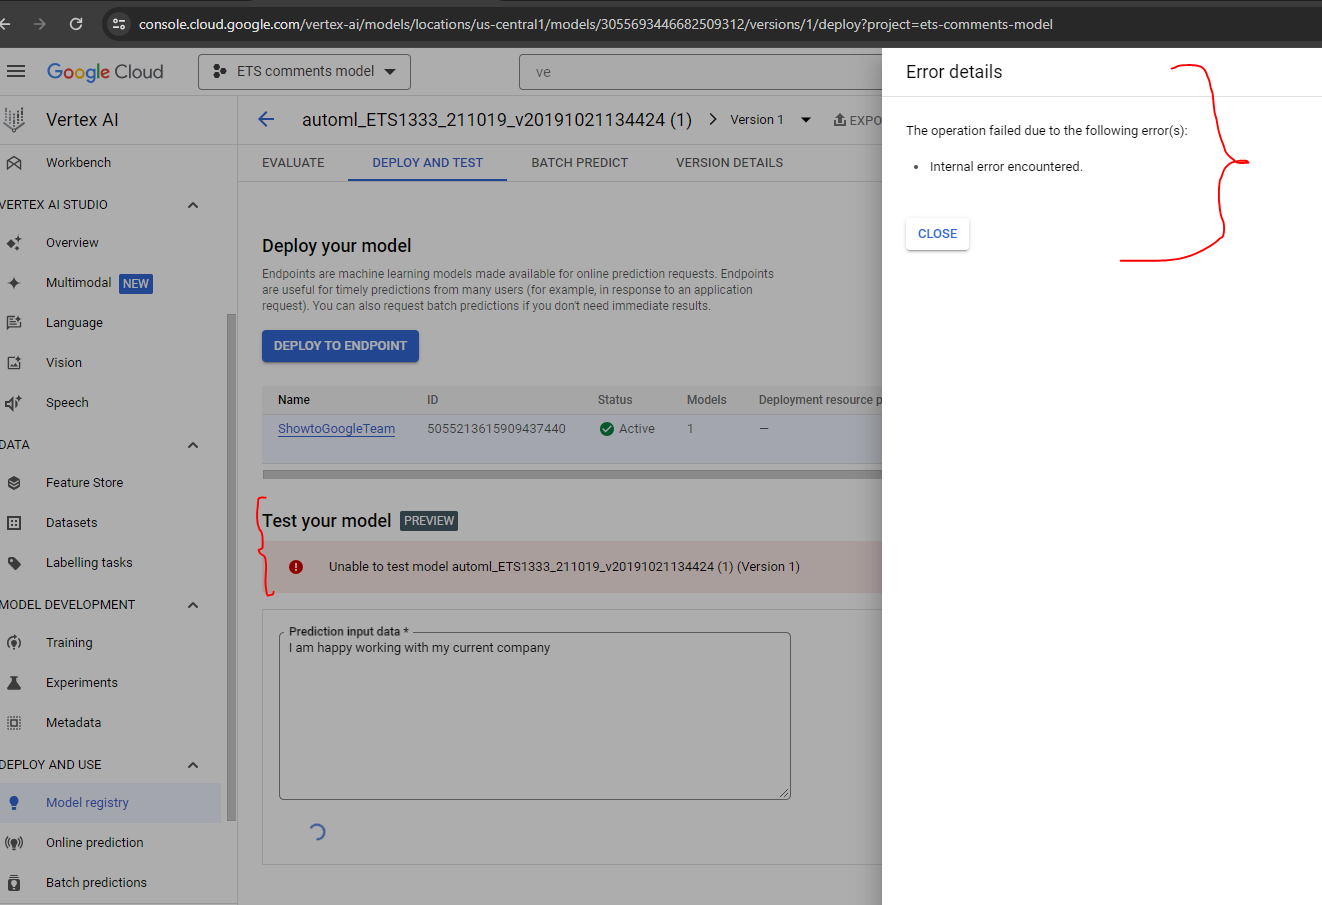 console.cloud.google.com/vertex-ai/models/locations/us-central1/models/3055693446682509312/versions/1/deploy?project=ets-comments-model
Google Cloud
ETS comments model
ve
Vertex AI
Workbench
VERTEX AI STUDIO
Overview
Multimodal NEW
Language
Vision
Speech
DATA
Feature Store
Datasets
Labelling tasks
MODEL DEVELOPMENT
Training
Experiments
Metadata
DEPLOY AND USE
Model registry
Online prediction
Batch predictions
automl_ETS1333_211019_v20191021134424 (1) Version 1 EXPO
EVALUATE DEPLOY AND TEST BATCH PREDICT VERSION DETAILS
Deploy your model
Endpoints are machine learning models made available for online prediction requests. Endpoints
are useful for timely predictions from many users (for example, in response to an application
request). You can also request batch predictions if you don't need immediate results.
DEPLOY TO ENDPOINT
Name ID Status Models Deployment resource p
ShowtoGoogleTeam 5055213615909437440 Active 1 —
Test your model PREVIEW
Unable to test model automl_ETS1333_211019_v20191021134424 (1) (Version 1)
Prediction input data *
I am happy working with my current company
Error details
The operation failed due to the following error(s):
• Internal error encountered.
CLOSE